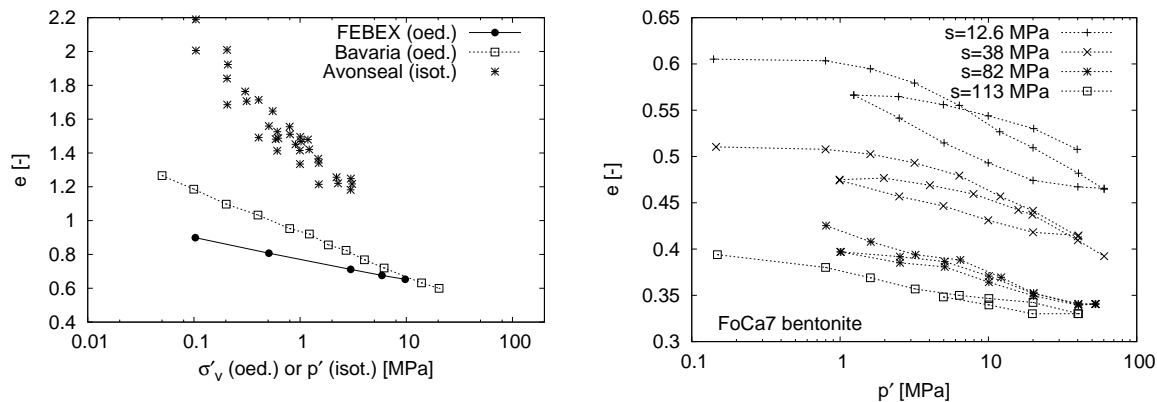 2.2
2
1.8
1.6
1.4
1.2
1
0.8
0.6
0.4
e [-]
FEBEX (oed.)
Bavaria (oed.)
Avonseal (isot.)
0.01 0.1 1 10 100
σ′v (oed.) or p′ (isot.) [MPa]
0.65
0.6
0.55
0.5
0.45
0.4
0.35
0.3
e [-]
s=12.6 MPa
s=38 MPa
s=82 MPa
s=113 MPa
FoCa7 bentonite
0.1 1 10 100
p′ [MPa]